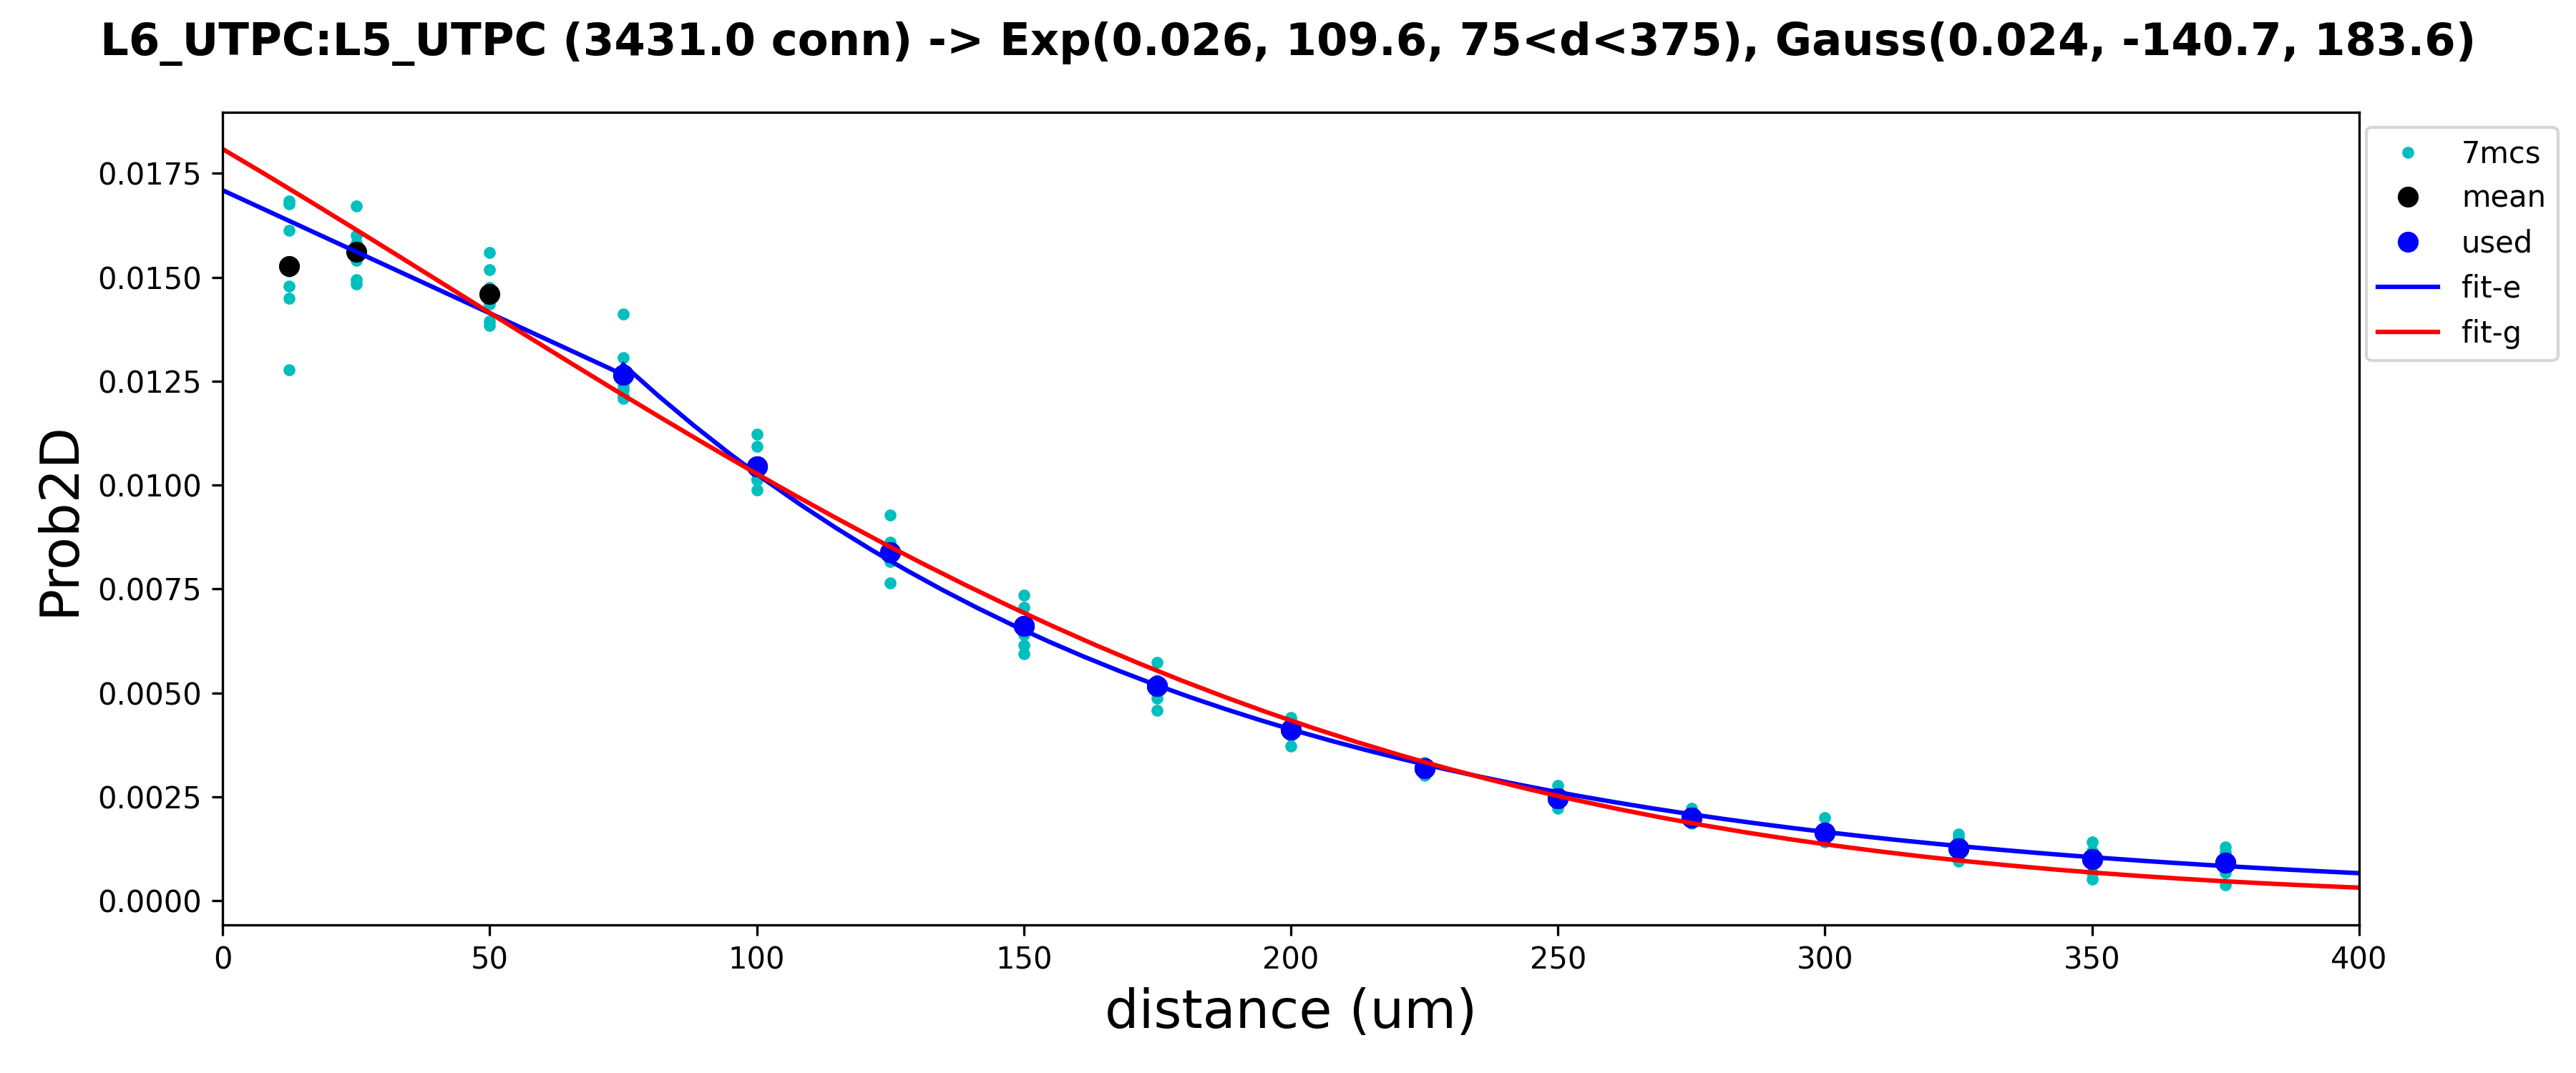 L6_UTPC:L5_UTPC (3431.0 conn) -> Exp(0.026, 109.6, 75<d<375), Gauss(0.024, -140.7, 183.6)
Prob2D
0.0175
0.0150
0.0125
0.0100
0.0075
0.0050
0.0025
0.0000
0 50 100 150 200 250 300 350 400
distance (um)
7mcs
mean
used
fit-e
fit-g